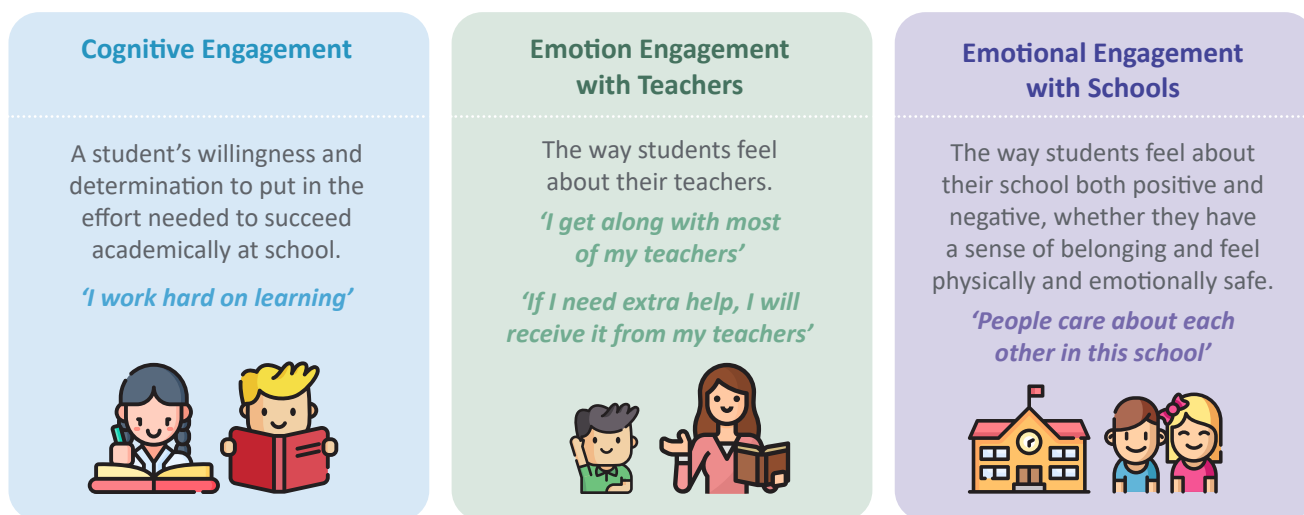 Cognitive Engagement
A student’s willingness and
determination to put in the
effort needed to succeed
academically at school.
‘I work hard on learning’
Emotion Engagement
with Teachers
The way students feel
about their teachers.
‘I get along with most
of my teachers’
‘If I need extra help, I will
receive it from my teachers’
Emotional Engagement
with Schools
The way students feel about
their school both positive and
negative, whether they have
a sense of belonging and feel
physically and emotionally safe.
‘People care about each
other in this school’